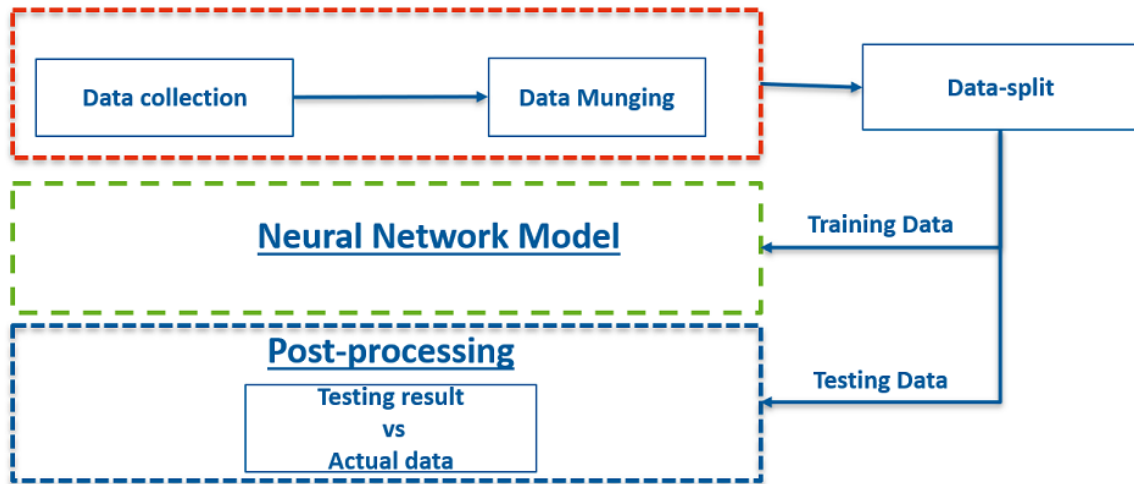 Data collection
Data Munging
Data-split
Neural Network Model
Training Data
Post-processing
Testing result
vs
Actual data
Testing Data